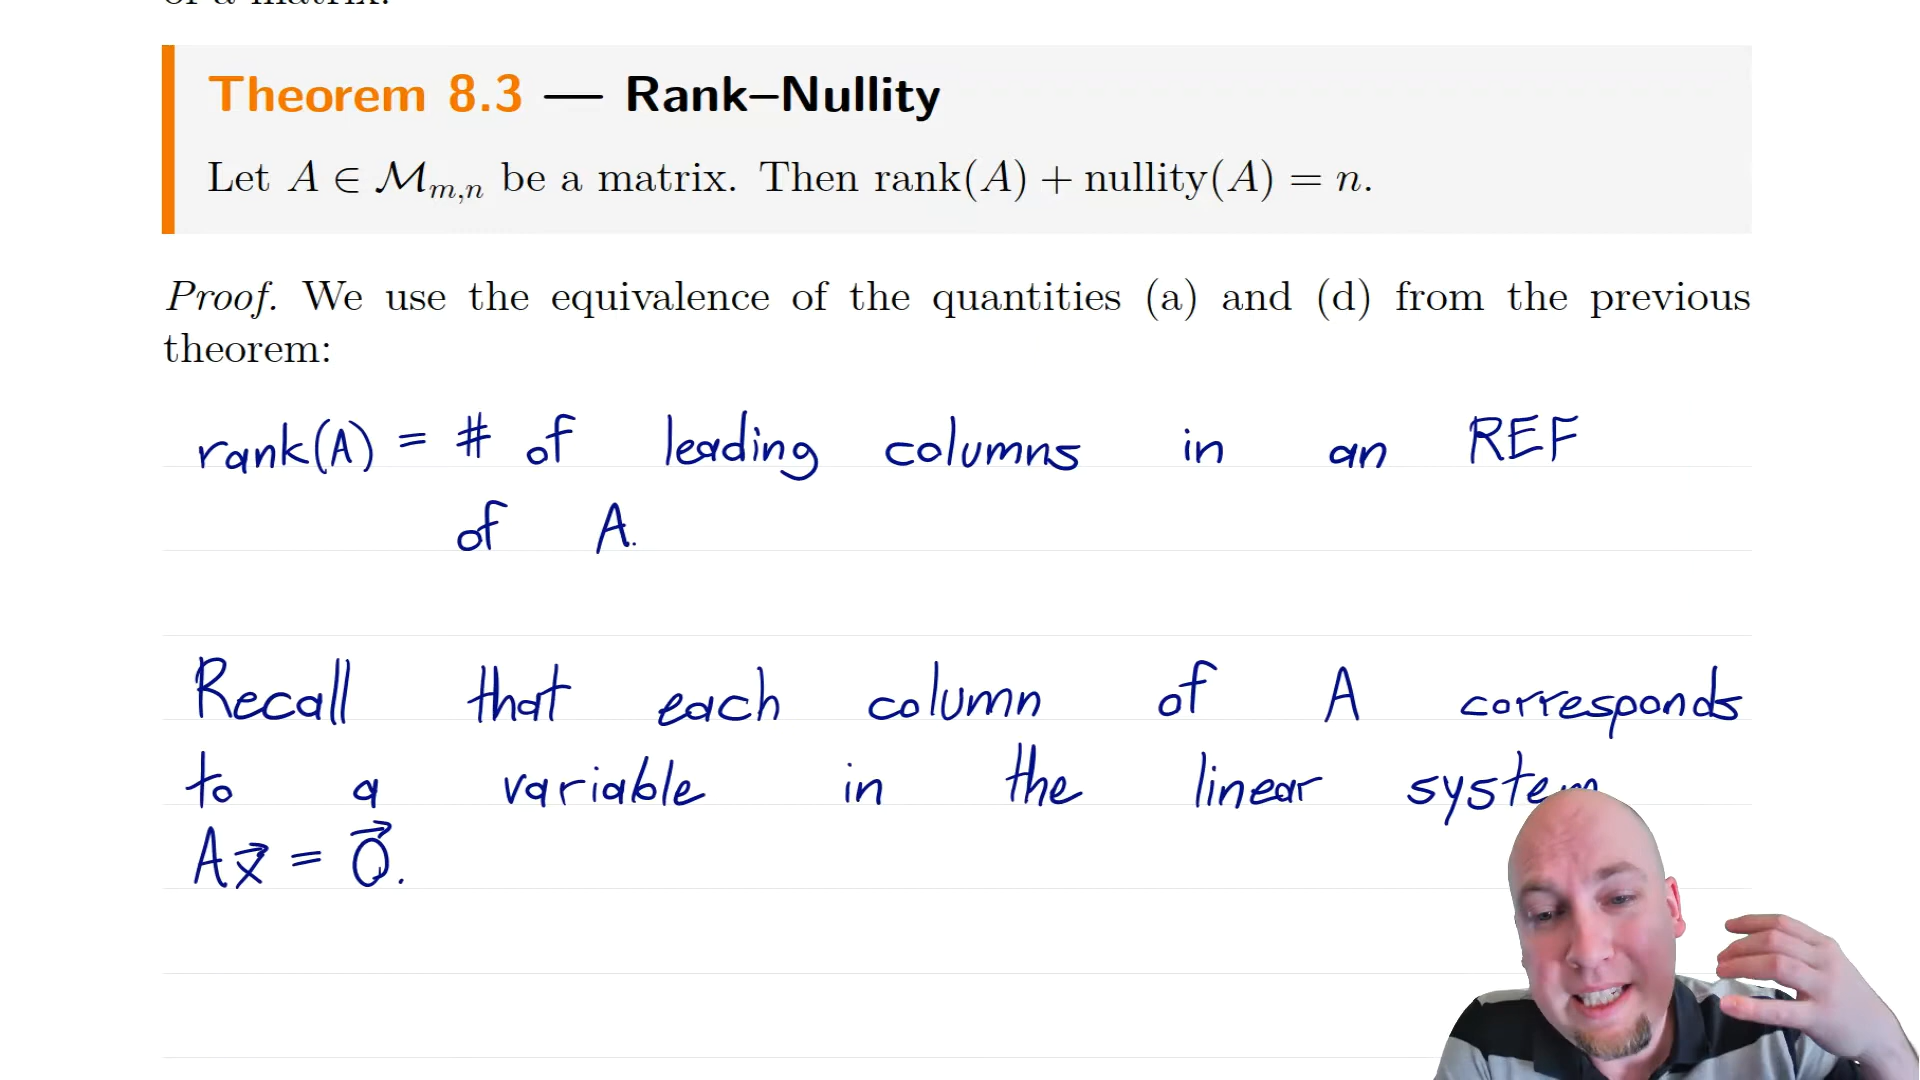 Theorem 8.3 — Rank–Nullity
Let A ∈ ℳm,n be a matrix. Then rank(A) + nullity(A) = n.
Proof. We use the equivalence of the quantities (a) and (d) from the previous
theorem:
rank(A) = # of leading columns in an REF
of A.
Recall that each column of A corresponds
to a variable in the linear system
Ax⃗ = 0⃗.